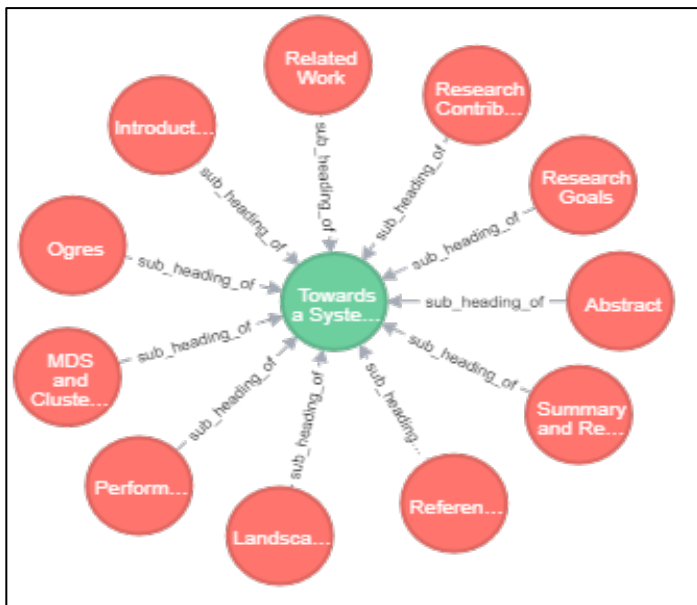 Related
Work
Research
Contrib...
Introduct...
sub_heading_of
sub_heading_of
sub_heading_of
Research
Goals
Ogres
sub_heading_of
sub_heading_of
Towards
a Syste...
sub_heading_of
Abstract
MDS
and
Cluste...
sub_heading_of
sub_heading_of
Summary
and Re...
sub_heading_of
sub_heading_of
sub_heading...
Perform...
Landsca...
Referen...